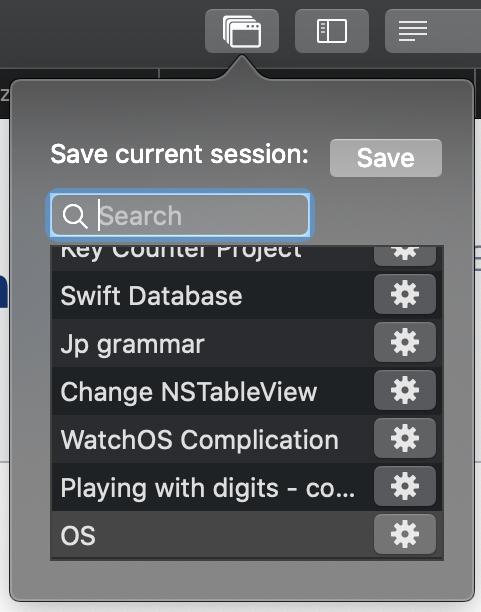 z
Save current session:
Save
Search
Key Counter Project
Swift Database
Jp grammar
Change NSTableView
WatchOS Complication
Playing with digits - co...
OS